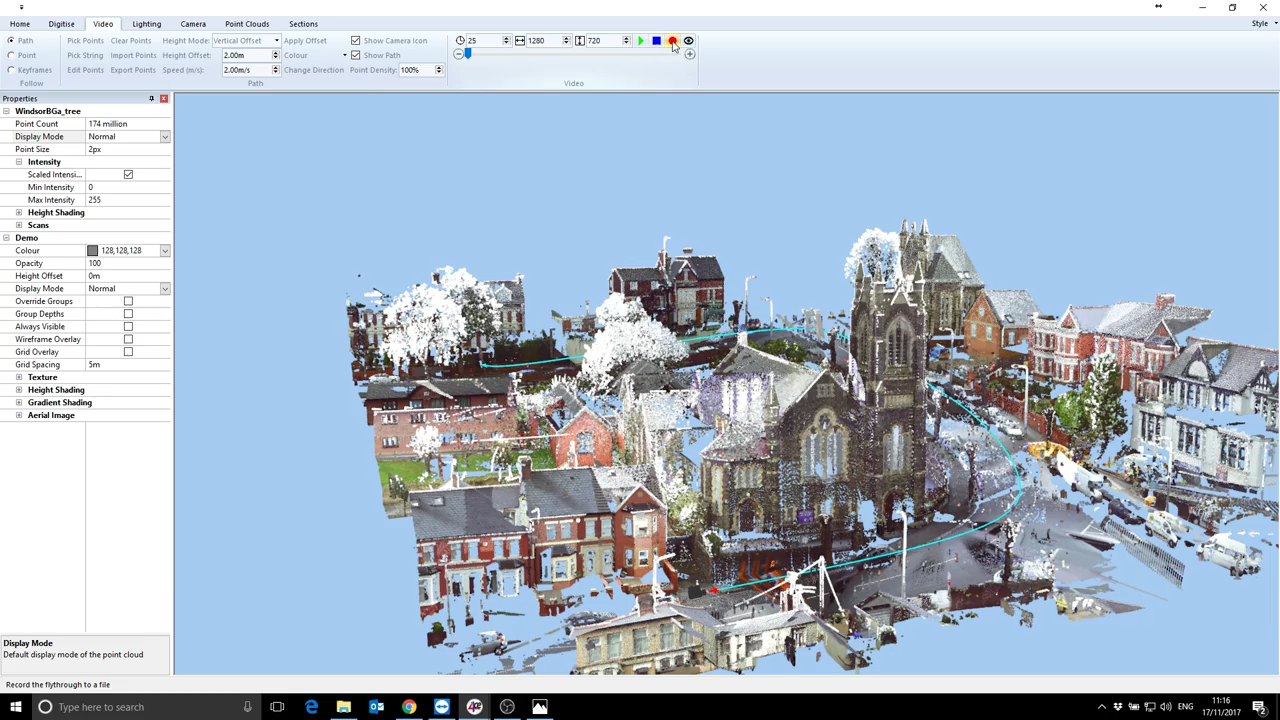 Home Digitise Video Lighting Camera Point Clouds Sections Style
Path Pick Points Clear Points Height Mode: Vertical Offset Apply Offset Show Camera Icon 25 1280 720
Point Pick String Import Points Height Offset: 2.00m Colour Show Path
Keyframes Edit Points Export Points Speed (m/s) 2.00m/s Change Direction Point Density: 100%
Follow Path Video
Properties
WindsorBGa_tree
Point Count 174 million
Display Mode Normal
Point Size 2px
Intensity
Scaled Intensi...
Min Intensity 0
Max Intensity 255
Height Shading
Scans
Demo
Colour 128,128,128
Opacity 100
Height Offset 0m
Display Mode Normal
Override Groups
Group Depths
Always Visible
Wireframe Overlay
Grid Overlay
Grid Spacing 5m
Texture
Height Shading
Gradient Shading
Aerial Image
Display Mode
Default display mode of the point cloud
Record the flythrough to a file
Type here to search
ENG
11:16
17/11/2017
2